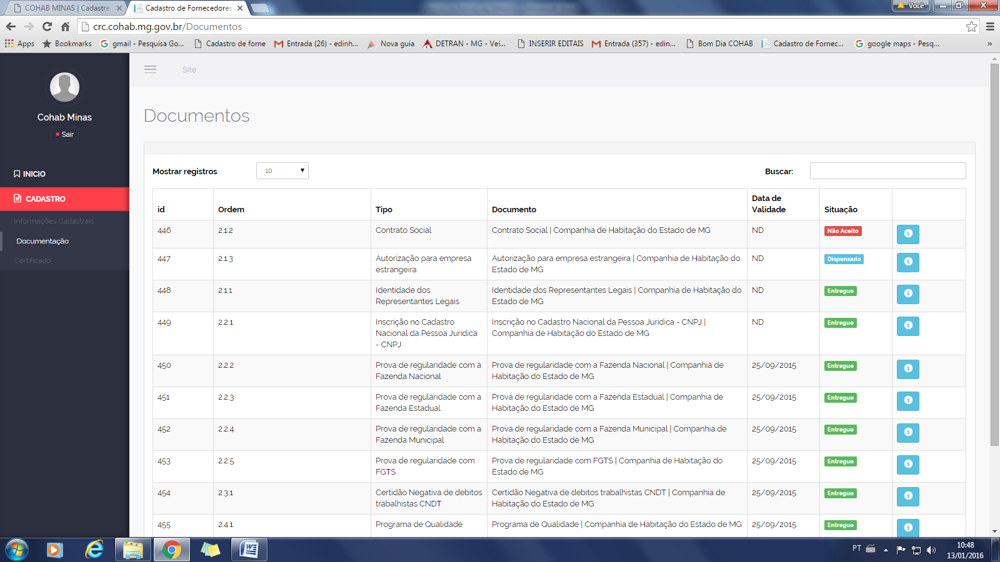 COHAB MINAS | Cadastre
Cadastro de Fornecedores
Você
crc.cohab.mg.gov.br/Documentos
Apps
Bookmarks
gmail - Pesquisa Go...
Cadastro de forne
Entrada (26) - edinh...
Nova guia
DETRAN - MG - Veí...
INSERIR EDITAIS
Entrada (357) - edin...
Bom Dia COHAB
Cadastro de Fornec...
google maps - Pesq...
»
Cohab Minas
Sair
INICIO
CADASTRO
Informações Cadastrais
Documentação
Certificado
Site
Documentos
Mostrar registros 10 Buscar:
id Ordem Tipo Documento Data de Validade Situação
446 2.1.2 Contrato Social Contrato Social | Companhia de Habitação do Estado de MG ND Não Aceito
447 2.1.3 Autorização para empresa estrangeira Autorização para empresa estrangeira | Companhia de Habitação do Estado de MG ND Dispensado
448 2.1.1 Identidade dos Representantes Legais Identidade dos Representantes Legais | Companhia de Habitação do Estado de MG ND Entregue
449 2.2.1 Inscrição no Cadastro Nacional da Pessoa Juridica - CNPJ Inscrição no Cadastro Nacional da Pessoa Juridica - CNPJ | Companhia de Habitação do Estado de MG ND Entregue
450 2.2.2 Prova de regularidade com a Fazenda Nacional Prova de regularidade com a Fazenda Nacional | Companhia de Habitação do Estado de MG 25/09/2015 Entregue
451 2.2.3 Prova de regularidade com a Fazenda Estadual Prova de regularidade com a Fazenda Estadual | Companhia de Habitação do Estado de MG 25/09/2015 Entregue
452 2.2.4 Prova de regularidade com a Fazenda Municipal Prova de regularidade com a Fazenda Municipal | Companhia de Habitação do Estado de MG 25/09/2015 Entregue
453 2.2.5 Prova de regularidade com FGTS Prova de regularidade com FGTS | Companhia de Habitação do Estado de MG 25/09/2015 Entregue
454 2.3.1 Certidão Negativa de debitos trabalhistas CNDT Certidão Negativa de debitos trabalhistas CNDT | Companhia de Habitação do Estado de MG 25/09/2015 Entregue
455 2.4.1 Programa de Qualidade Programa de Qualidade | Companhia de Habitação do Estado de MG 25/09/2015 Entregue
PT
10:48
13/01/2016